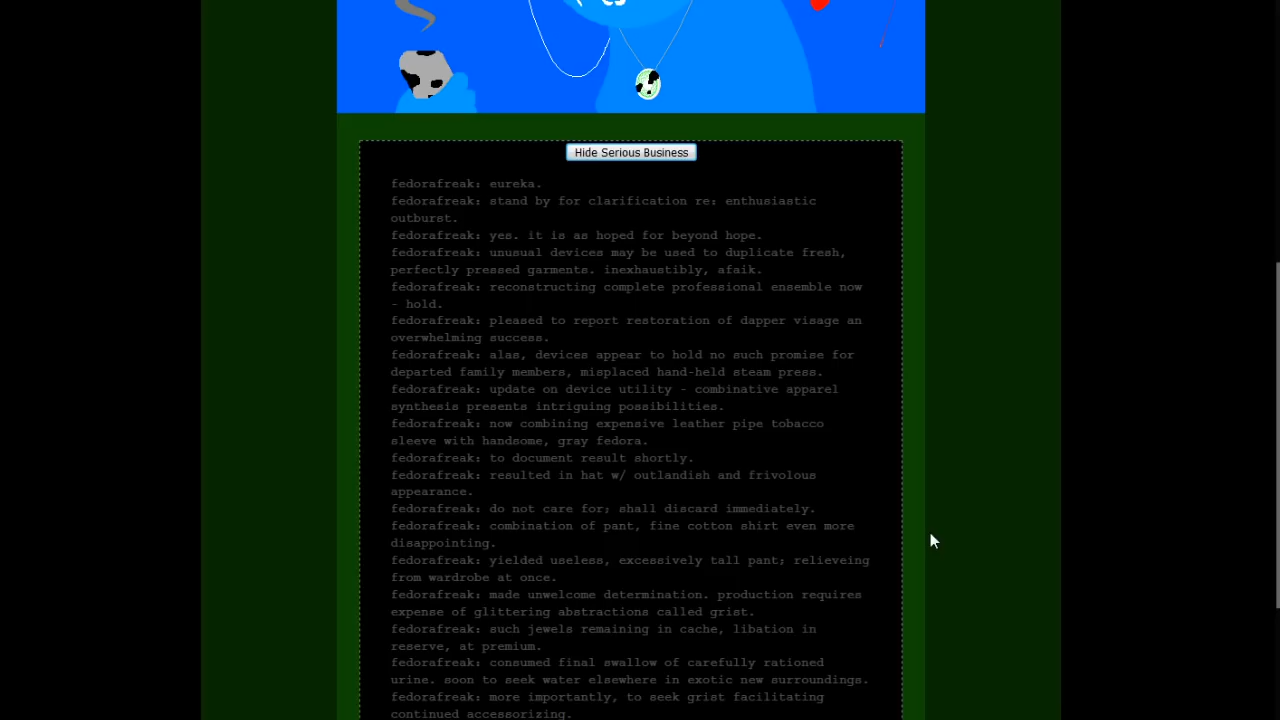 Hide Serious Business
fedorafreak: eureka.
fedorafreak: stand by for clarification re: enthusiastic
outburst.
fedorafreak: yes. it is as hoped for beyond hope.
fedorafreak: unusual devices may be used to duplicate fresh,
perfectly pressed garments. inexhaustibly, afaik.
fedorafreak: reconstructing complete professional ensemble now
- hold.
fedorafreak: pleased to report restoration of dapper visage an
overwhelming success.
fedorafreak: alas, devices appear to hold no such promise for
departed family members, misplaced hand-held steam press.
fedorafreak: update on device utility - combinative apparel
synthesis presents intriguing possibilities.
fedorafreak: now combining expensive leather pipe tobacco
sleeve with handsome, gray fedora.
fedorafreak: to document result shortly.
fedorafreak: resulted in hat w/ outlandish and frivolous
appearance.
fedorafreak: do not care for; shall discard immediately.
fedorafreak: combination of pant, fine cotton shirt even more
disappointing.
fedorafreak: yielded useless, excessively tall pant; relieveing
from wardrobe at once.
fedorafreak: made unwelcome determination. production requires
expense of glittering abstractions called grist.
fedorafreak: such jewels remaining in cache, libation in
reserve, at premium.
fedorafreak: consumed final swallow of carefully rationed
urine. soon to seek water elsewhere in exotic new surroundings.
fedorafreak: more importantly, to seek grist facilitating
continued accessorizing.